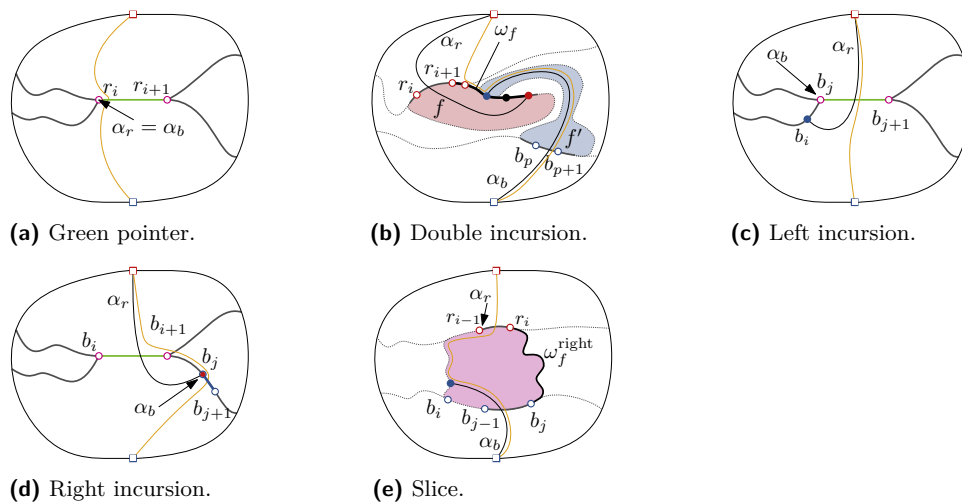 r_i r_{i+1}
α_r = α_b
(a) Green pointer.
α_r ω_f
r_i r_{i+1}
f f′
b_p b_{p+1}
α_b
(b) Double incursion.
α_b α_r
b_j
b_i b_{j+1}
(c) Left incursion.
α_r
b_i b_{i+1}
b_j
α_b b_{j+1}
(d) Right incursion.
α_r
r_{i−1} r_i
ω_f^{right}
b_i b_{j−1} b_j
α_b
(e) Slice.